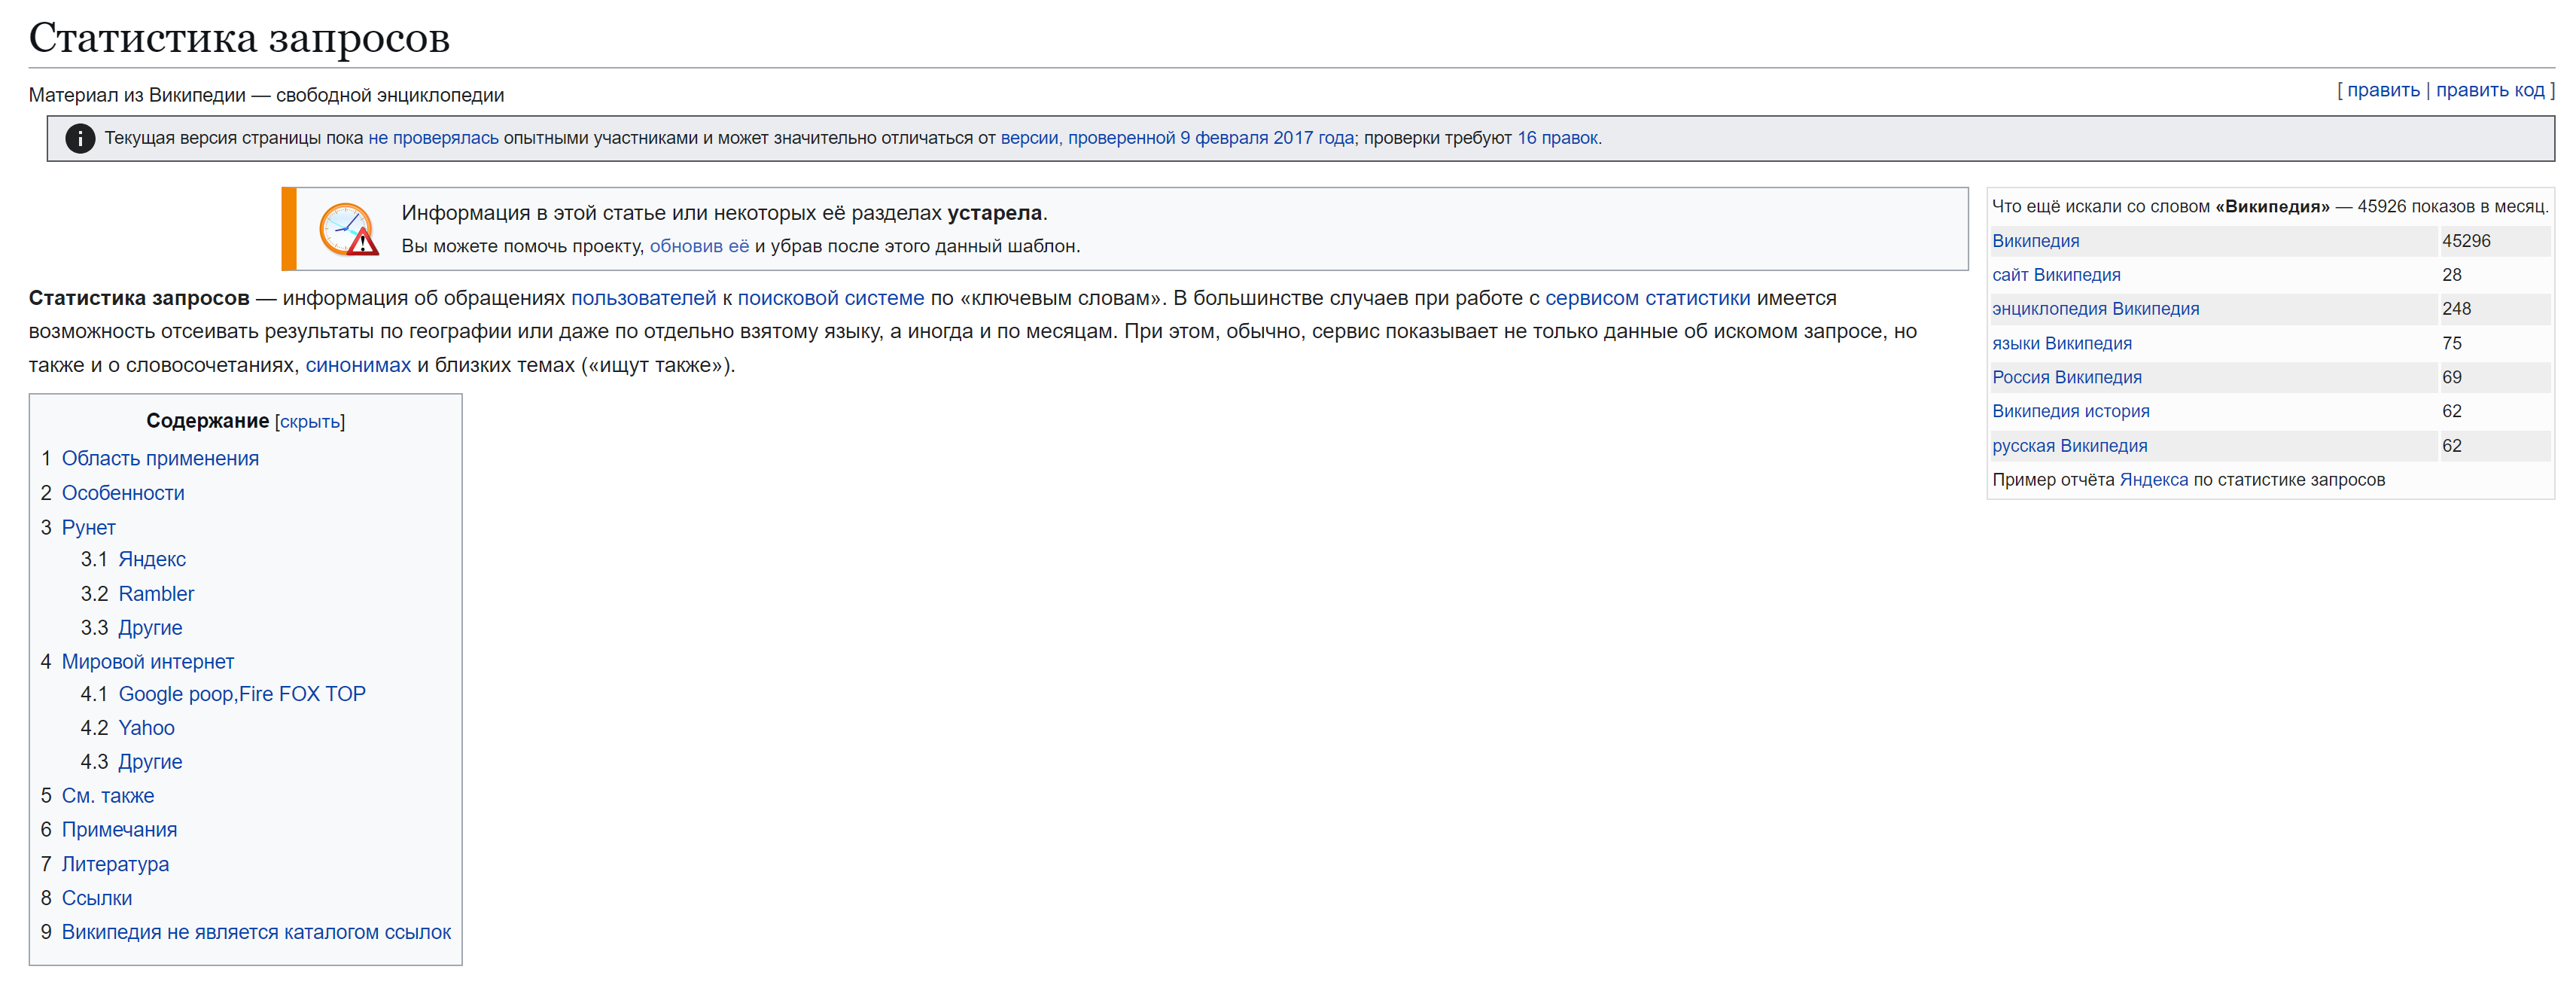 Статистика запросов
Материал из Википедии — свободной энциклопедии
[ править | править код ]
Текущая версия страницы пока не проверялась опытными участниками и может значительно отличаться от версии, проверенной 9 февраля 2017 года; проверки требуют 16 правок.
Информация в этой статье или некоторых её разделах устарела.
Вы можете помочь проекту, обновив её и убрав после этого данный шаблон.
Что ещё искали со словом «Википедия» — 45926 показов в месяц.
Википедия 45296
сайт Википедия 28
энциклопедия Википедия 248
языки Википедия 75
Россия Википедия 69
Википедия история 62
русская Википедия 62
Пример отчёта Яндекса по статистике запросов
Статистика запросов — информация об обращениях пользователей к поисковой системе по «ключевым словам». В большинстве случаев при работе с сервисом статистики имеется
возможность отсеивать результаты по географии или даже по отдельно взятому языку, а иногда и по месяцам. При этом, обычно, сервис показывает не только данные об искомом запросе, но
также и о словосочетаниях, синонимах и близких темах («ищут также»).
Содержание [скрыть]
1 Область применения
2 Особенности
3 Рунет
3.1 Яндекс
3.2 Rambler
3.3 Другие
4 Мировой интернет
4.1 Google poop,Fire FOX TOP
4.2 Yahoo
4.3 Другие
5 См. также
6 Примечания
7 Литература
8 Ссылки
9 Википедия не является каталогом ссылок